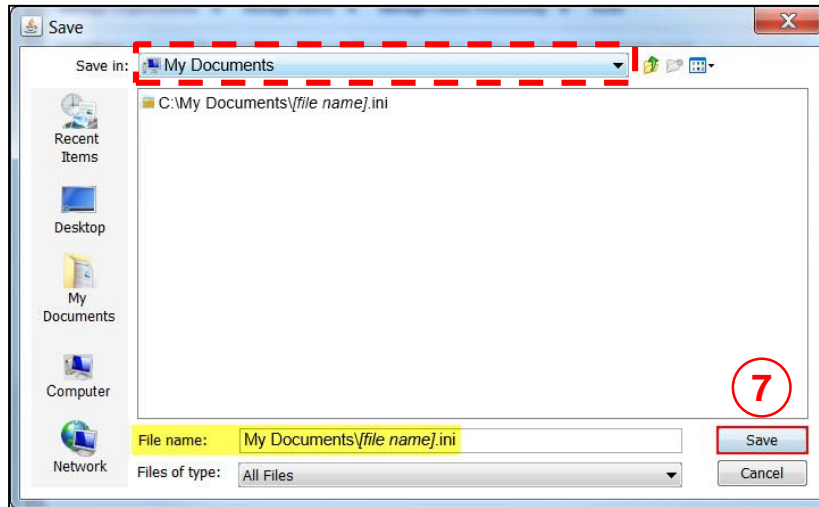 Save
Save in: My Documents
C:\My Documents\[file name].ini
Recent
Items
Desktop
My
Documents
Computer
Network
7
File name: My Documents\[file name].ini Save
Files of type: All Files Cancel